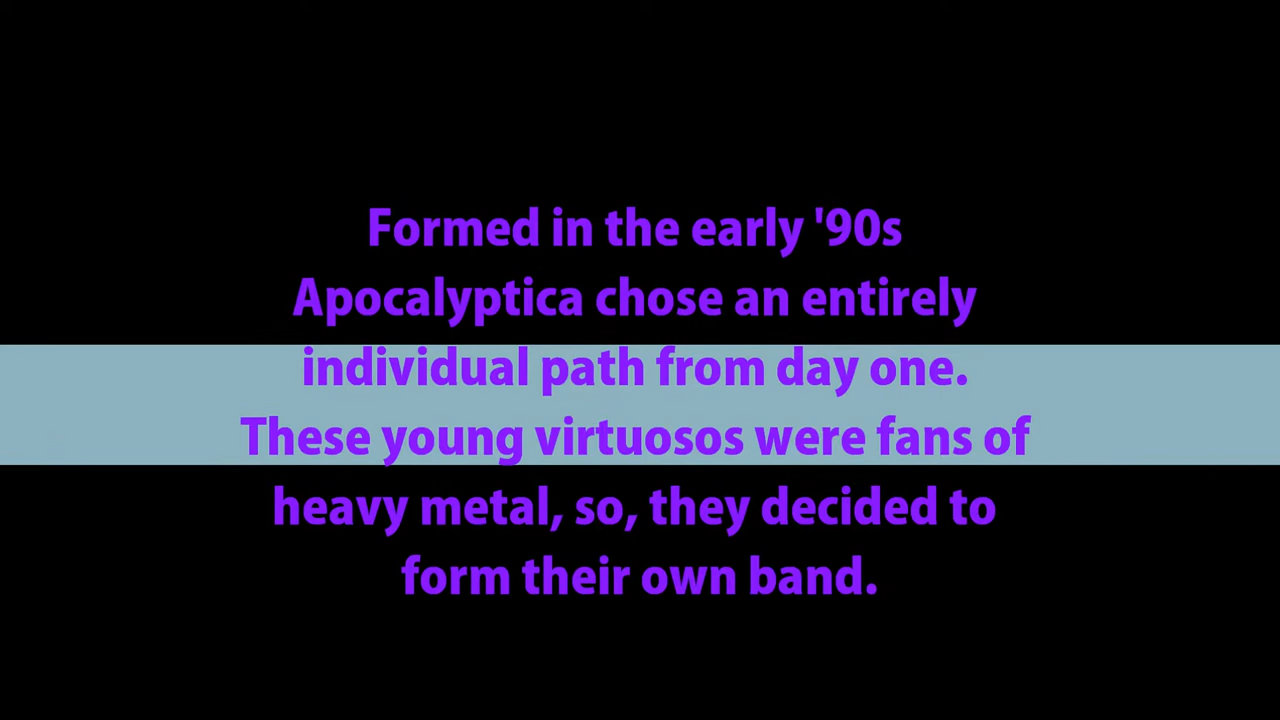 Formed in the early '90s
Apocalyptica chose an entirely
individual path from day one.
These young virtuosos were fans of
heavy metal, so, they decided to
form their own band.